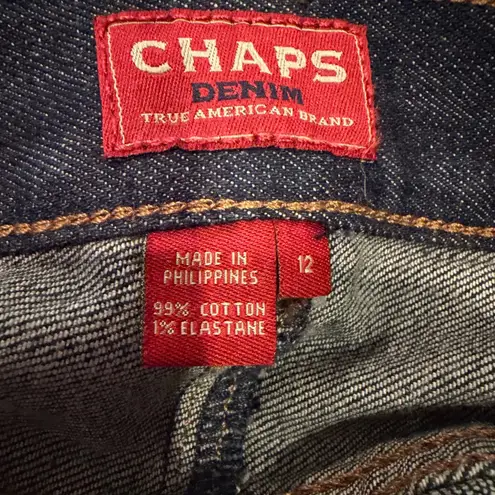 CHAPS
DENIM
TRUE AMERICAN BRAND
MADE IN
PHILIPPINES
99% COTTON
1% ELASTANE
12